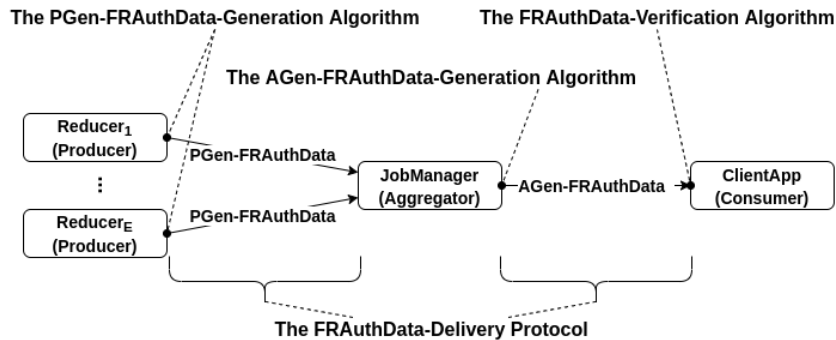 The PGen-FRAuthData-Generation Algorithm
The FRAuthData-Verification Algorithm
The AGen-FRAuthData-Generation Algorithm
Reducer1
(Producer)
PGen-FRAuthData
JobManager
(Aggregator)
AGen-FRAuthData
ClientApp
(Consumer)
ReducerE
(Producer)
PGen-FRAuthData
The FRAuthData-Delivery Protocol